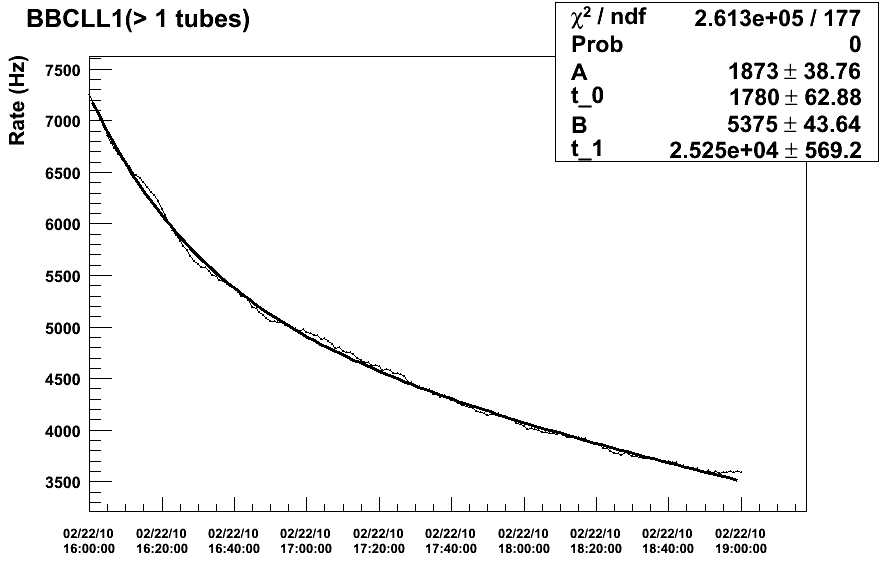 BBCLL1(> 1 tubes)
χ² / ndf 2.613e+05 / 177
Prob 0
A 1873 ± 38.76
t_0 1780 ± 62.88
B 5375 ± 43.64
t_1 2.525e+04 ± 569.2
Rate (Hz)
7500
7000
6500
6000
5500
5000
4500
4000
3500
02/22/10 02/22/10 02/22/10 02/22/10 02/22/10 02/22/10 02/22/10 02/22/10 02/22/10 02/22/10
16:00:00 16:20:00 16:40:00 17:00:00 17:20:00 17:40:00 18:00:00 18:20:00 18:40:00 19:00:00